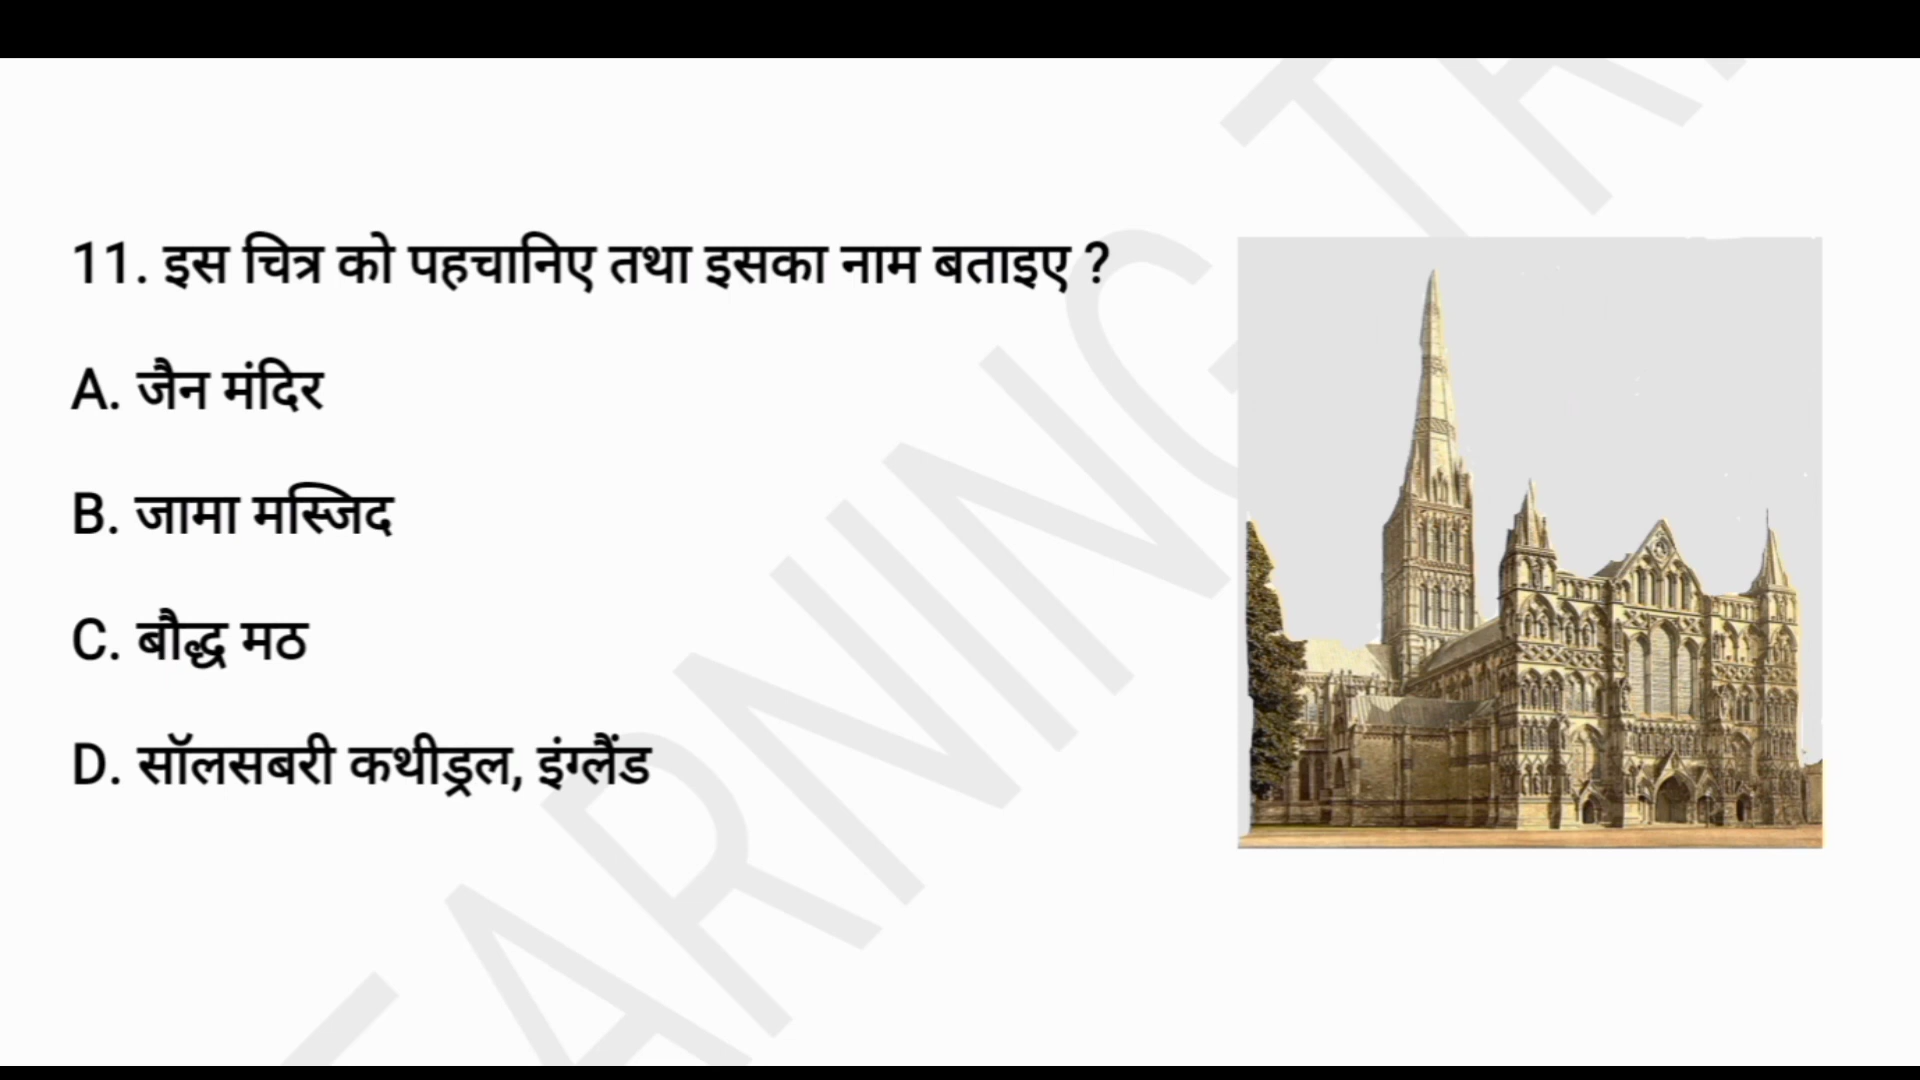 11. इस चित्र को पहचानिए तथा इसका नाम बताइए ?
A. जैन मंदिर
B. जामा मस्जिद
C. बौद्ध मठ
D. सॉलसबरी कथीड्रल, इंग्लैंड